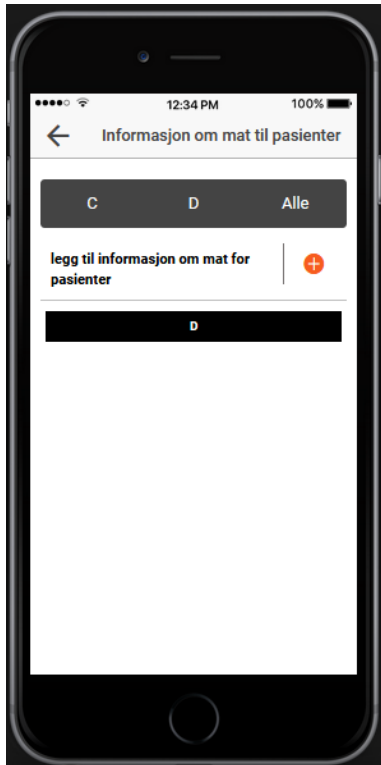 12:34 PM 100%
Informasjon om mat til pasienter
C D Alle
legg til informasjon om mat for
pasienter
D